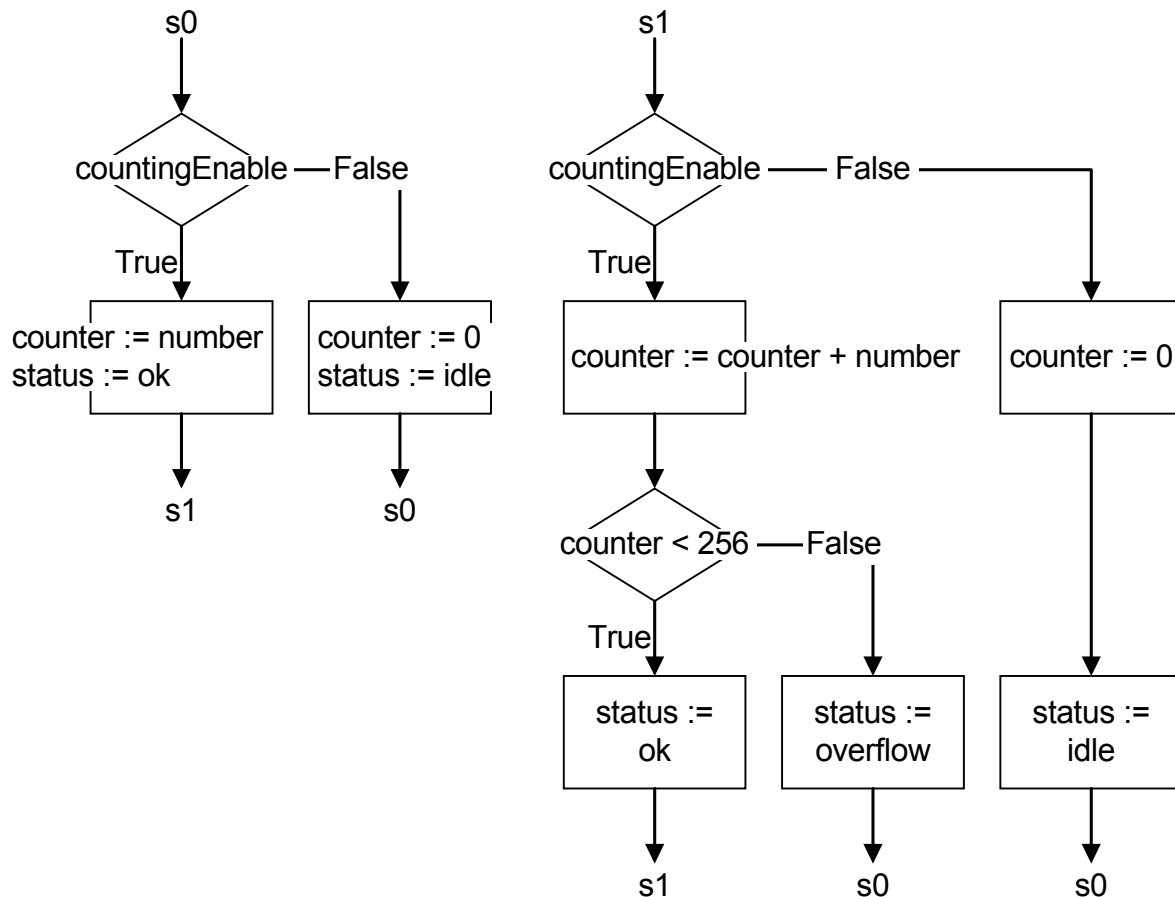 s0
countingEnable
False
True
counter := number
status := ok
counter := 0
status := idle
s1
s0
s1
countingEnable
False
True
counter := counter + number
counter := 0
counter < 256
False
True
status :=
ok
status :=
overflow
status :=
idle
s1
s0
s0